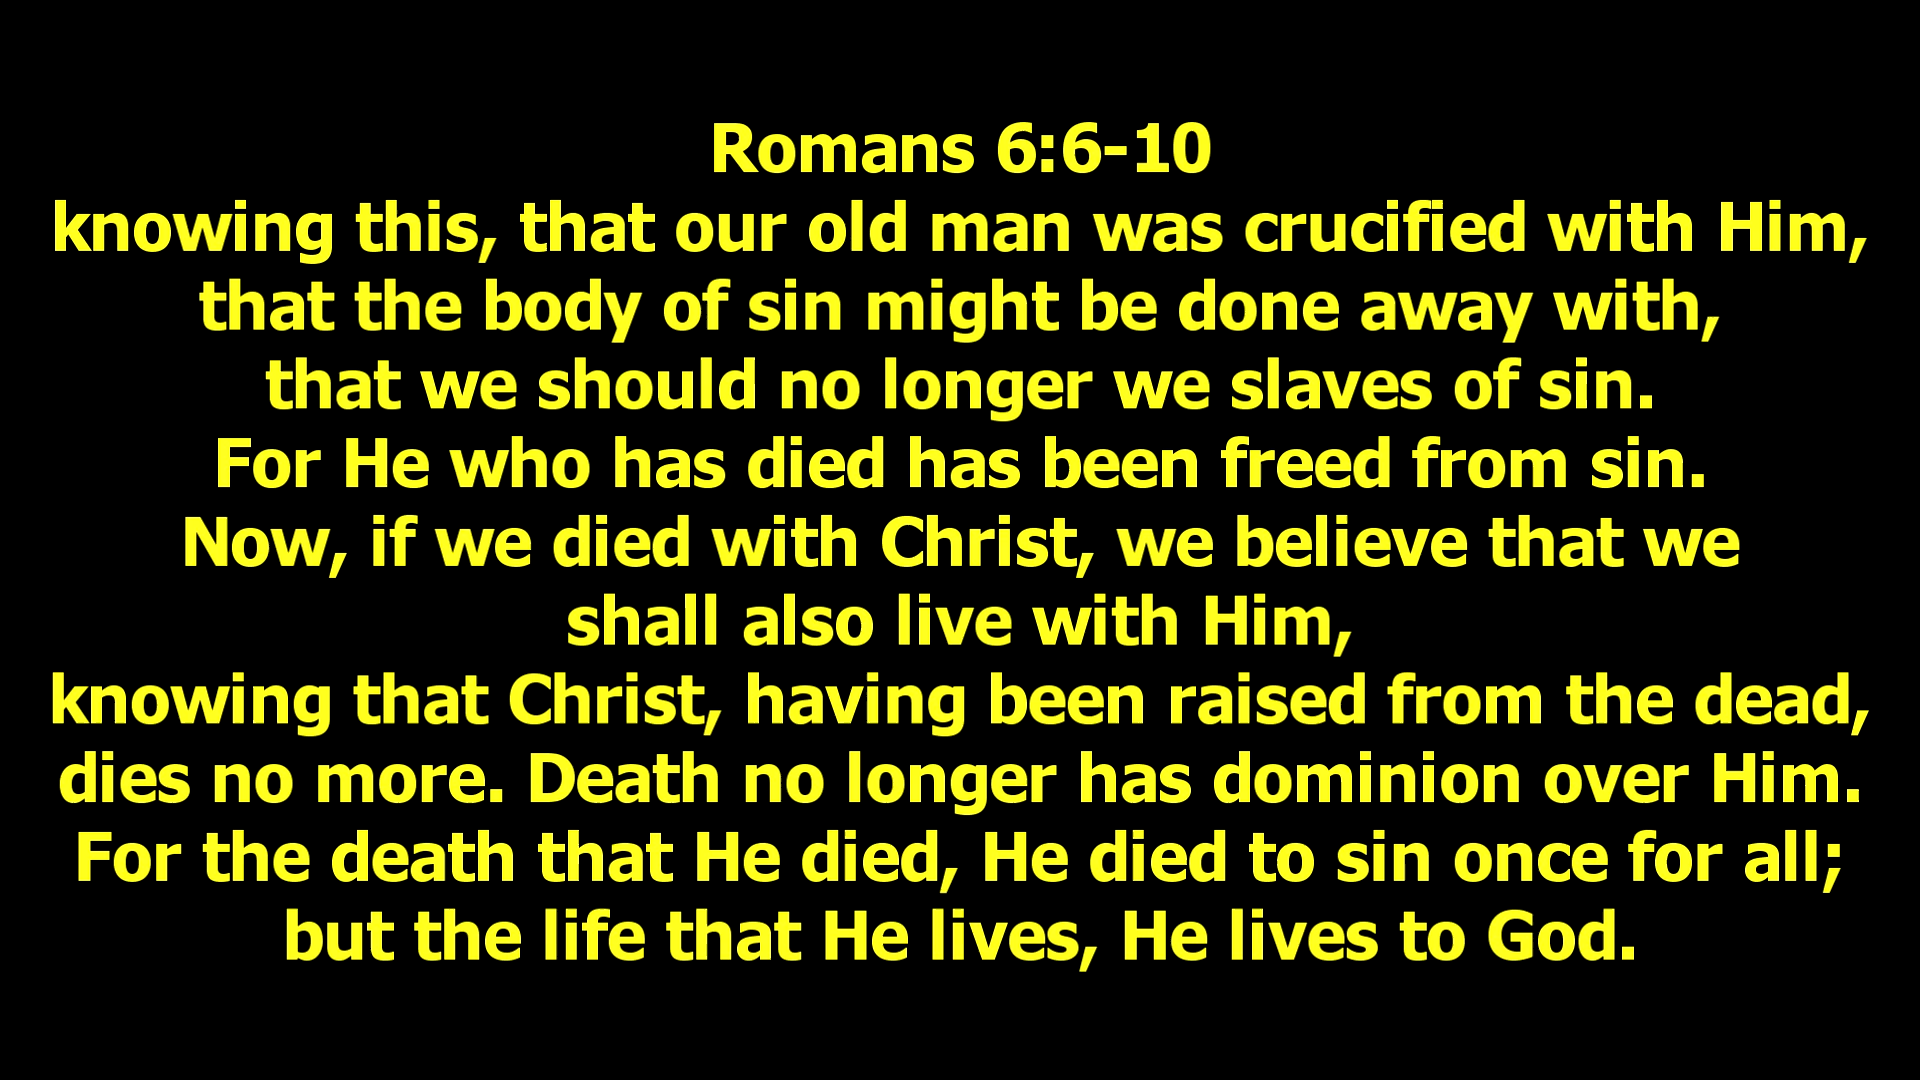 Romans 6:6-10
knowing this, that our old man was crucified with Him,
that the body of sin might be done away with,
that we should no longer we slaves of sin.
For He who has died has been freed from sin.
Now, if we died with Christ, we believe that we
shall also live with Him,
knowing that Christ, having been raised from the dead,
dies no more. Death no longer has dominion over Him.
For the death that He died, He died to sin once for all;
but the life that He lives, He lives to God.